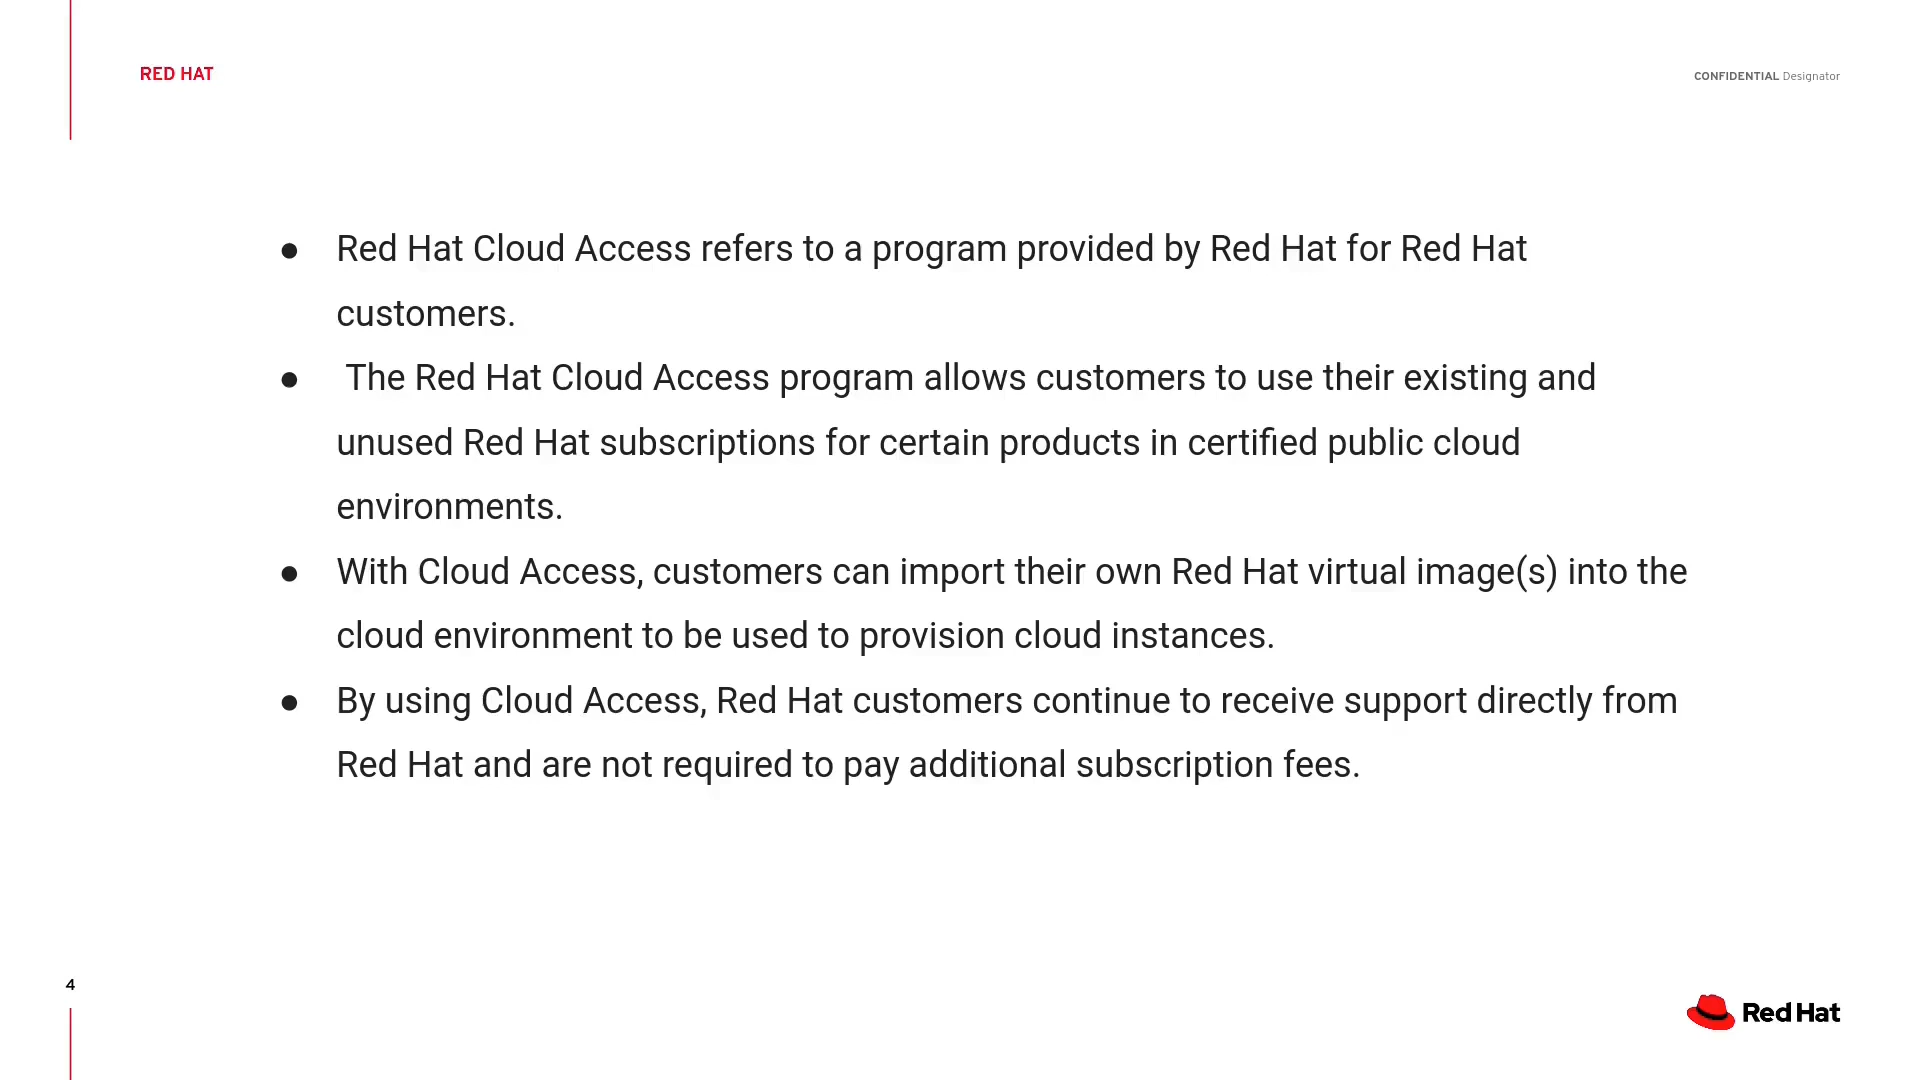 RED HAT
CONFIDENTIAL Designator
● Red Hat Cloud Access refers to a program provided by Red Hat for Red Hat
customers.
● The Red Hat Cloud Access program allows customers to use their existing and
unused Red Hat subscriptions for certain products in certified public cloud
environments.
● With Cloud Access, customers can import their own Red Hat virtual image(s) into the
cloud environment to be used to provision cloud instances.
● By using Cloud Access, Red Hat customers continue to receive support directly from
Red Hat and are not required to pay additional subscription fees.
4
Red Hat